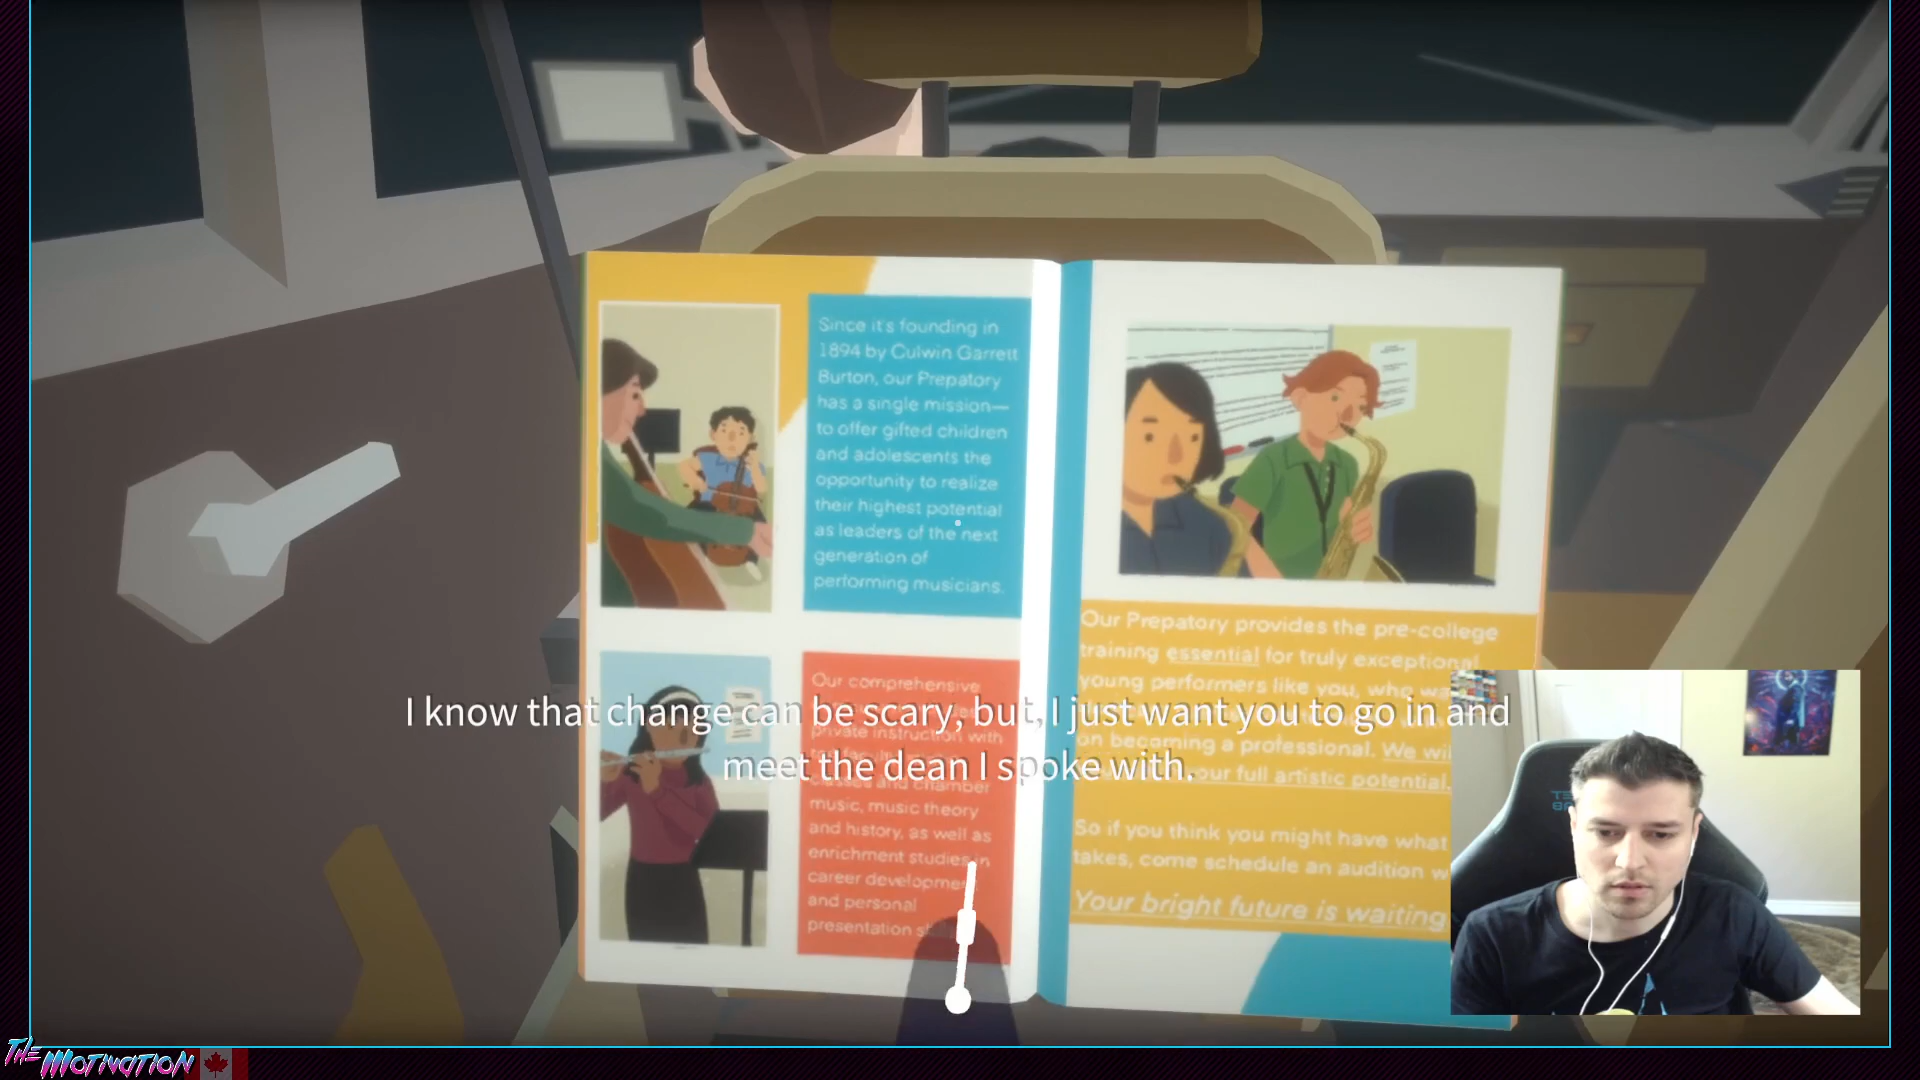 Since it's founding in
1894 by Culwin Garrett
Burton, our Prepatory
has a single mission—
to offer gifted children
and adolescents the
opportunity to realize
their highest potential
as leaders of the next
generation of
performing musicians.
Our comprehensive
private instruction with
classes and chamber
music, music theory
and history, as well as
enrichment studies in
career development
and personal
presentation
Our Prepatory provides the pre-college
training essential for truly exceptional
young performers like you, who
on becoming a professional. We
your full artistic potential.
So if you think you might have what
takes, come schedule an audition
Your bright future is waiting
I know that change can be scary, but, I just want you to go in and
meet the dean I spoke with.
THE MOTIVATION